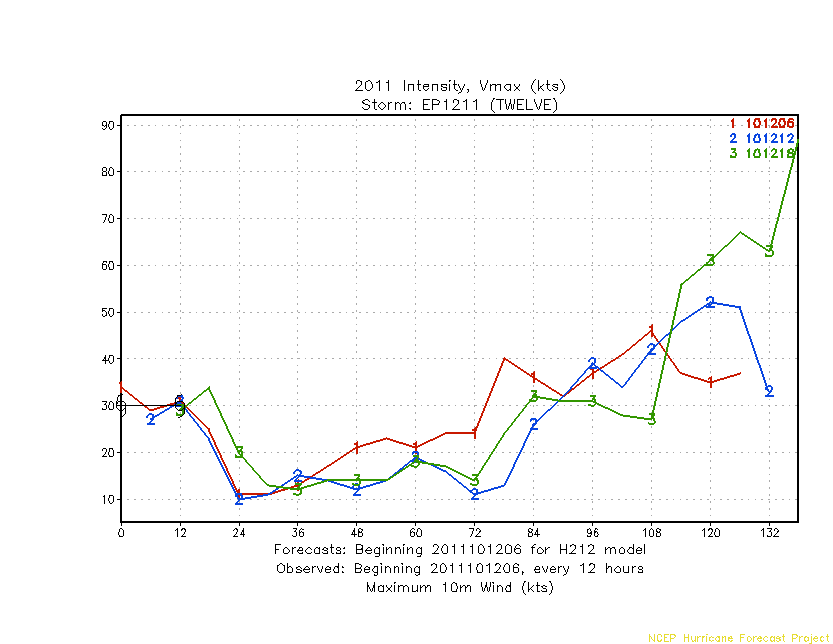 2011 Intensity, Vmax (kts)
Storm: EP1211 (TWELVE)
1 101206
2 101212
3 101218
90
80
70
60
50
40
30
20
10
0 12 24 36 48 60 72 84 96 108 120 132
Forecasts: Beginning 2011101206 for H212 model
Observed: Beginning 2011101206, every 12 hours
Maximum 10m Wind (kts)
NCEP Hurricane Forecast Project